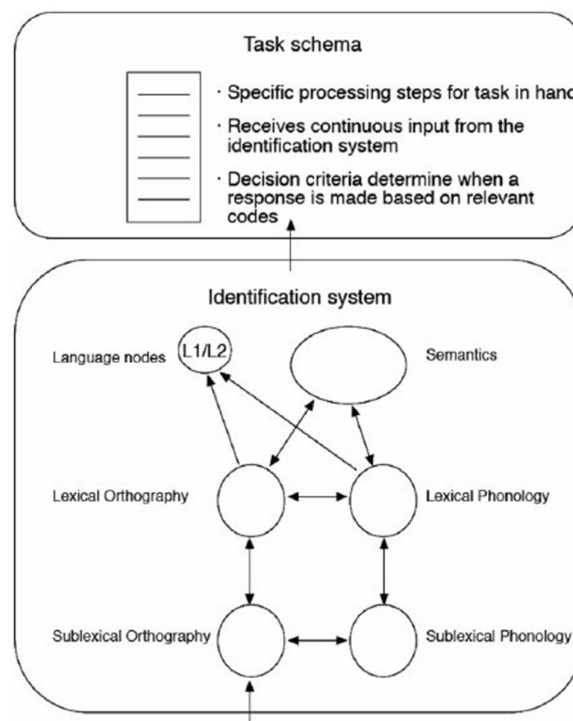 Task schema
· Specific processing steps for task in hand
· Receives continuous input from the
identification system
· Decision criteria determine when a
response is made based on relevant
codes
Identification system
Language nodes
L1/L2
Semantics
Lexical Orthography
Lexical Phonology
Sublexical Orthography
Sublexical Phonology